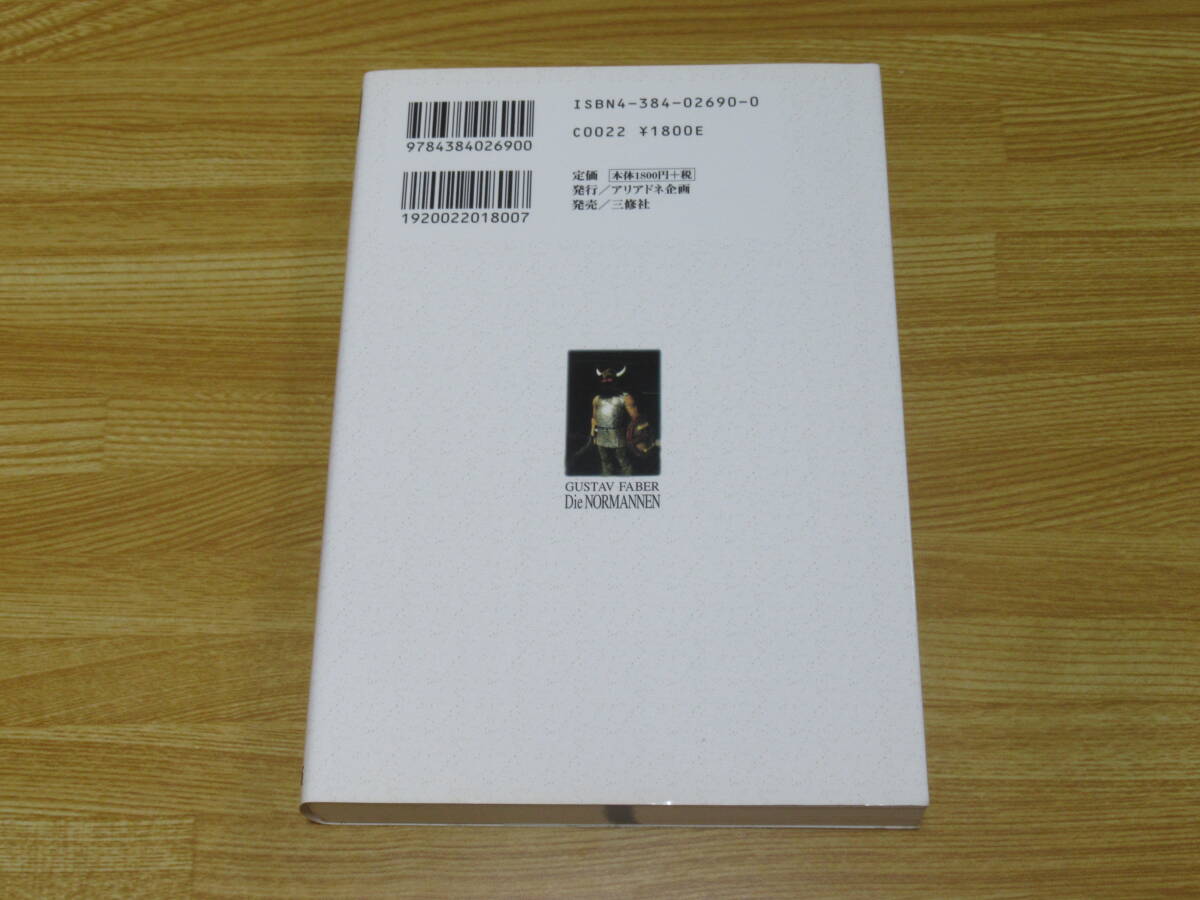 ISBN4-384-02690-0
C0022 ¥1800E
9784384026900
1920022018007
定価 本体1800円+税
発行/アリアドネ企画
発売/三修社
GUSTAV FABER
Die NORMANNEN